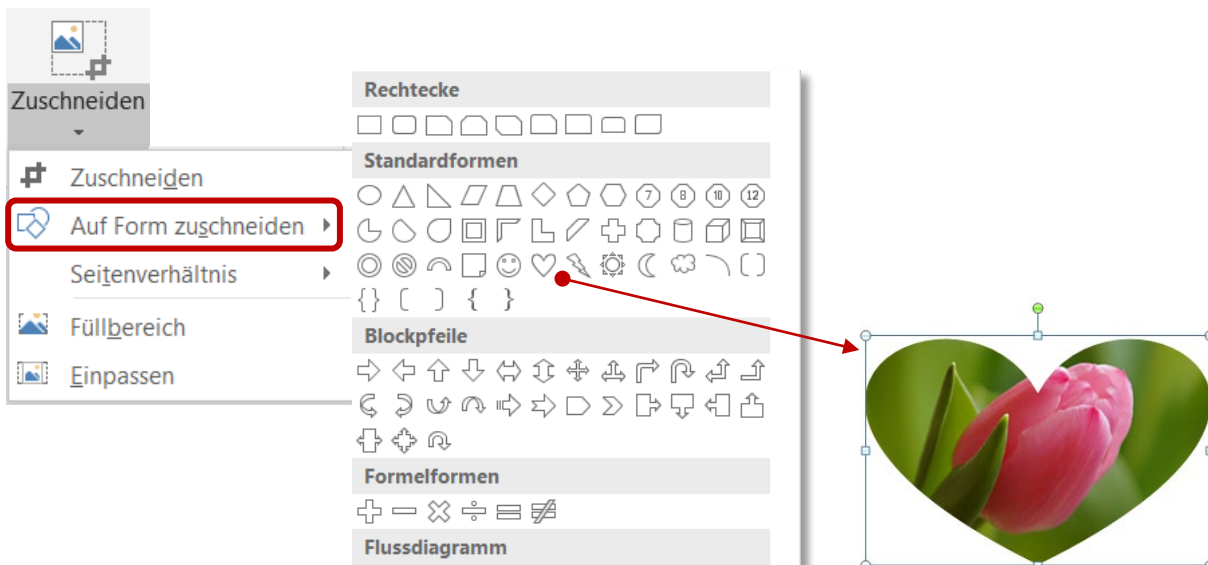 Zuschneiden
Zuschneiden
Auf Form zuschneiden
Seitenverhältnis
Füllbereich
Einpassen
Rechtecke
Standardformen
7 8 10 12
Blockpfeile
Formelformen
Flussdiagramm